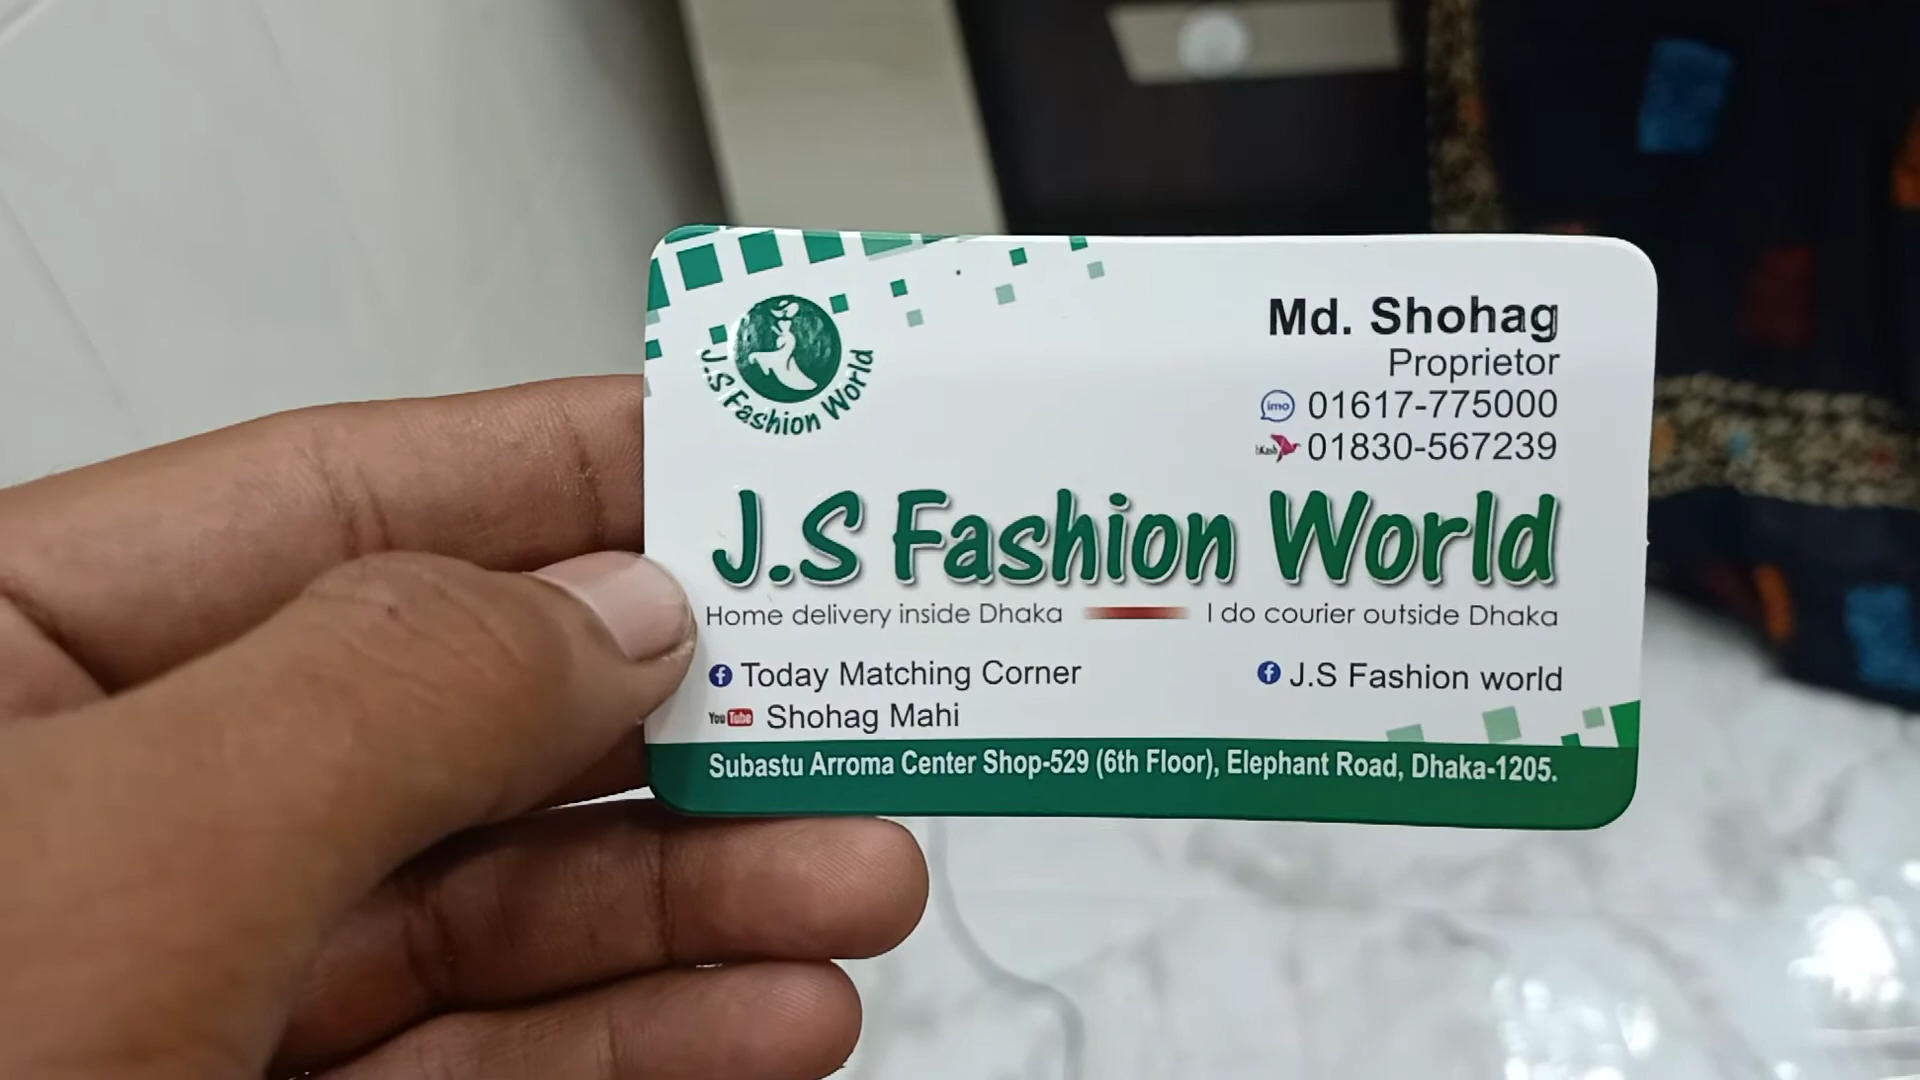 J.S Fashion World
Md. Shohag
Proprietor
imo 01617-775000
bKash 01830-567239
J.S Fashion World
Home delivery inside Dhaka I do courier outside Dhaka
Today Matching Corner J.S Fashion world
YouTube Shohag Mahi
Subastu Arroma Center Shop-529 (6th Floor), Elephant Road, Dhaka-1205.